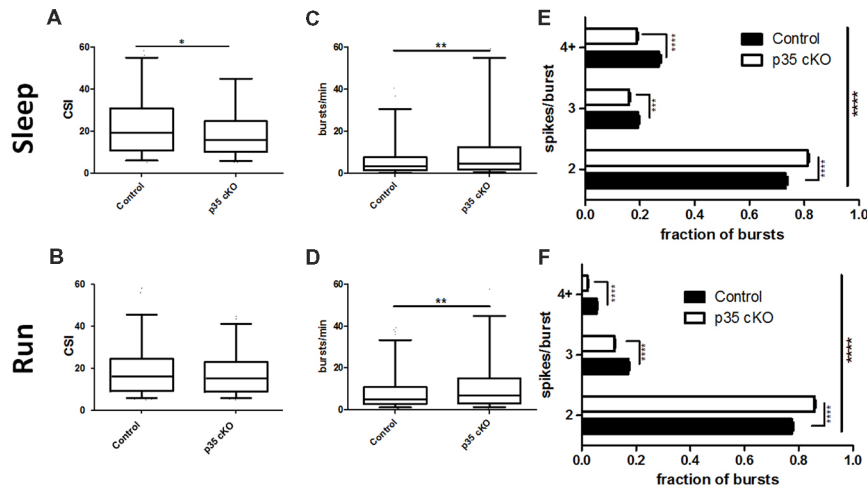 A
C
E
Sleep
CSI
60
40
20
0
*
Control
p35 cKO
bursts/min
60
40
20
0
**
Control
p35 cKO
spikes/burst
4+
3
2
Control
p35 cKO
****
***
****
****
0.0 0.2 0.4 0.6 0.8 1.0
fraction of bursts
B
D
F
Run
CSI
60
40
20
0
Control
p35 cKO
bursts/min
60
40
20
0
**
Control
p35 cKO
spikes/burst
4+
3
2
Control
p35 cKO
****
****
****
****
0.0 0.2 0.4 0.6 0.8 1.0
fraction of bursts